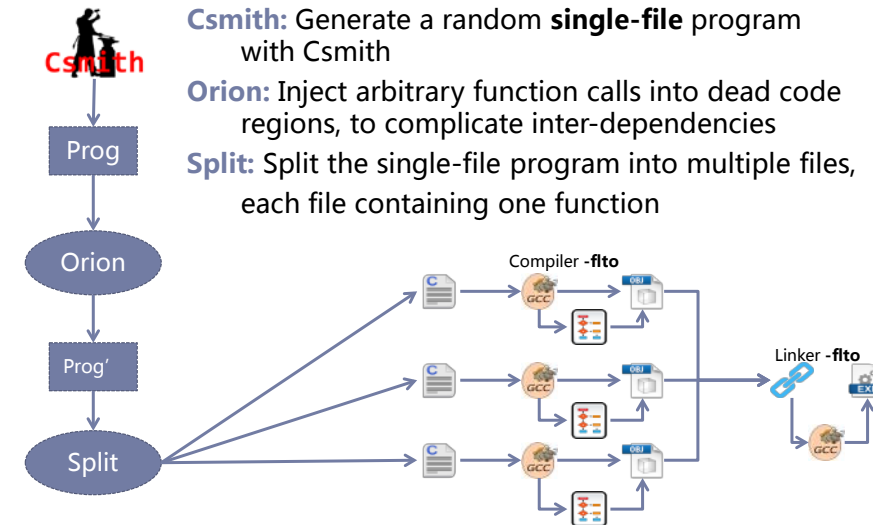 Csmith: Generate a random single-file program
with Csmith
Orion: Inject arbitrary function calls into dead code
regions, to complicate inter-dependencies
Split: Split the single-file program into multiple files,
each file containing one function
Csmith
Prog
Orion
Prog’
Split
Compiler -flto
C
GCC
OBJ
C
GCC
OBJ
C
GCC
OBJ
Linker -flto
GCC